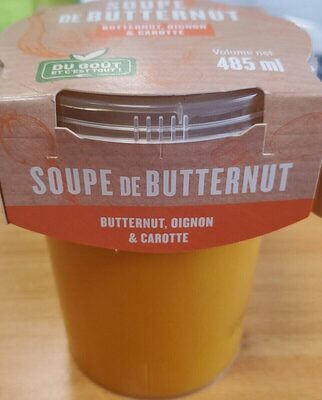 SOUPE
DE BUTTERNUT
BUTTERNUT, OIGNON
& CAROTTE
DU GOÛT
ET C'EST TOUT !
Volume net
485 ml
SOUPE DE BUTTERNUT
BUTTERNUT, OIGNON
& CAROTTE